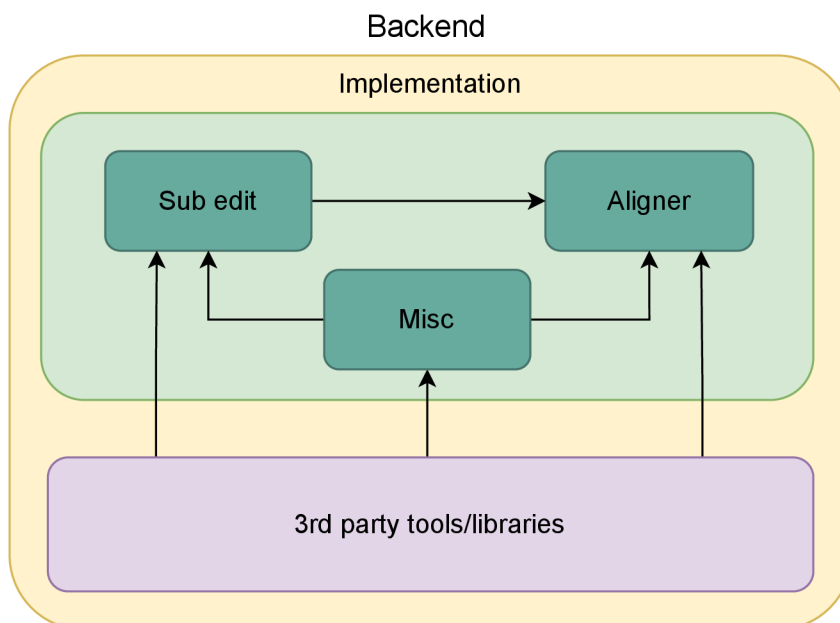 Backend
Implementation
Sub edit
Aligner
Misc
3rd party tools/libraries